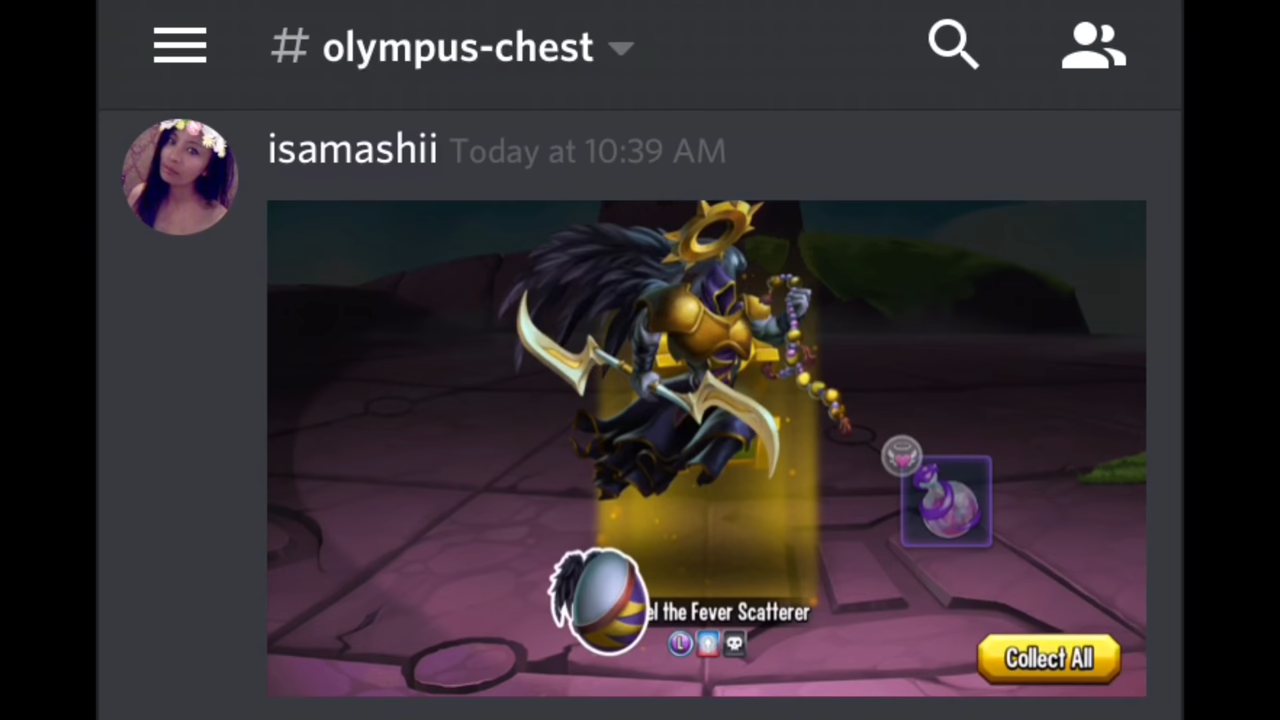 # olympus-chest
isamashii Today at 10:39 AM
el the Fever Scatterer
L
Collect All